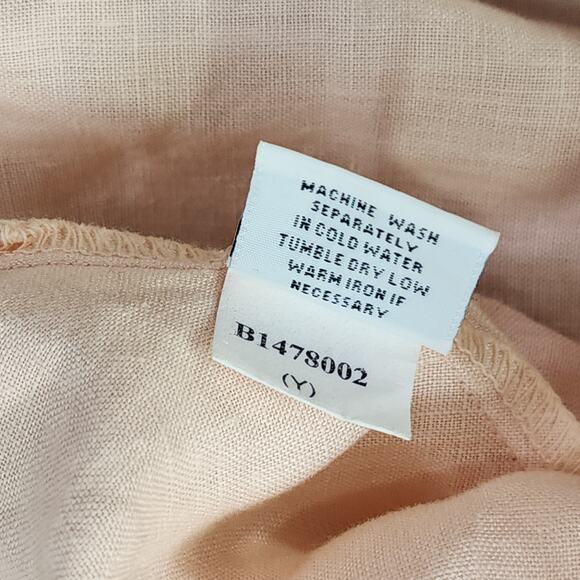 MACHINE WASH
SEPARATELY
IN COLD WATER
TUMBLE DRY LOW
WARM IRON IF
NECESSARY
B1478002
(Y)